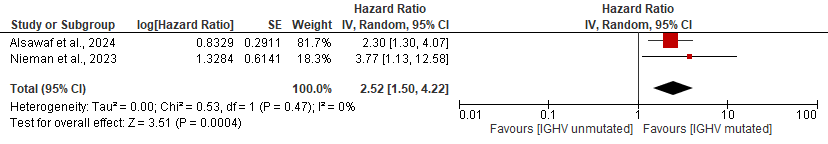 Hazard Ratio Hazard Ratio
Study or Subgroup log[Hazard Ratio] SE Weight IV, Random, 95% CI IV, Random, 95% CI
Alsawaf et al., 2024 0.8329 0.2911 81.7% 2.30 [1.30, 4.07]
Nieman et al., 2023 1.3284 0.6141 18.3% 3.77 [1.13, 12.58]
Total (95% CI) 100.0% 2.52 [1.50, 4.22]
Heterogeneity: Tau² = 0.00; Chi² = 0.53, df = 1 (P = 0.47); I² = 0%
Test for overall effect: Z = 3.51 (P = 0.0004)
0.01 0.1 1 10 100
Favours [IGHV unmutated] Favours [IGHV mutated]